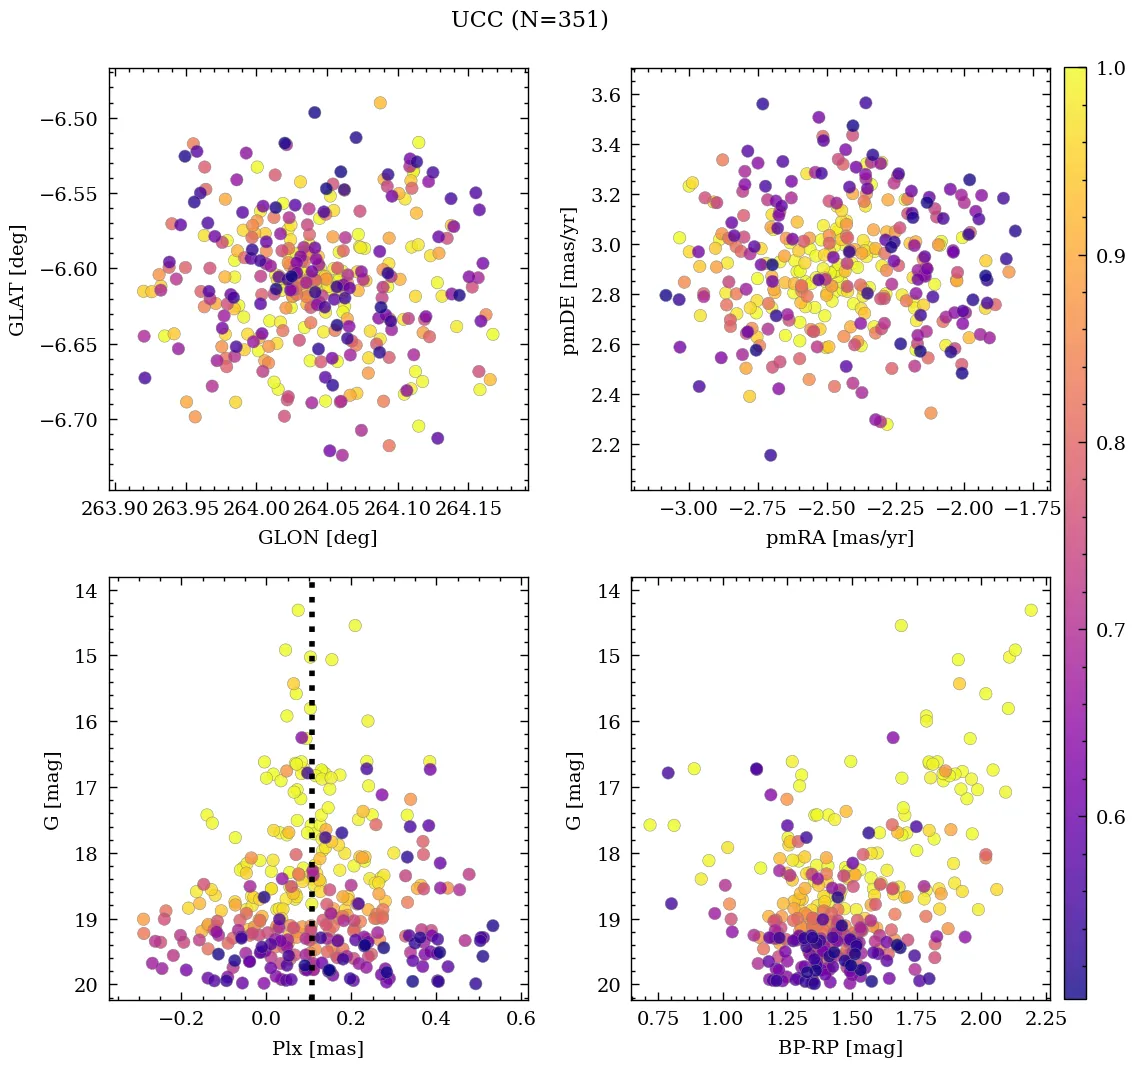 UCC (N=351)
−6.50
−6.55
−6.60
−6.65
−6.70
GLAT [deg]
263.90 263.95 264.00 264.05 264.10 264.15
GLON [deg]
3.6
3.4
3.2
3.0
2.8
2.6
2.4
2.2
pmDE [mas/yr]
−3.00 −2.75 −2.50 −2.25 −2.00 −1.75
pmRA [mas/yr]
14
15
16
17
18
19
20
G [mag]
−0.2 0.0 0.2 0.4 0.6
Plx [mas]
14
15
16
17
18
19
20
G [mag]
0.75 1.00 1.25 1.50 1.75 2.00 2.25
BP-RP [mag]
1.0
0.9
0.8
0.7
0.6